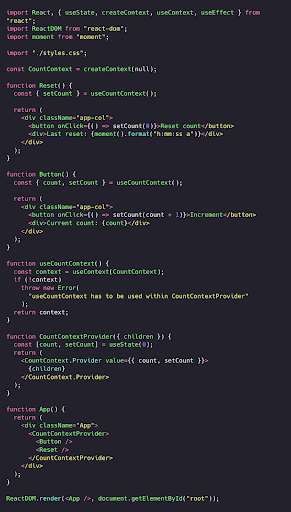 import React, { useState, createContext, useContext, useEffect } from
"react";
import ReactDOM from "react-dom";
import moment from "moment";
import "./styles.css";
const CountContext = createContext(null);
function Reset() {
const { setCount } = useCountContext();
return (
<div className="app-col">
<button onClick={() => setCount(0)}>Reset count</button>
<div>Last reset: {moment().format("h:mm:ss a")}</div>
</div>
);
}
function Button() {
const { count, setCount } = useCountContext();
return (
<div className="app-col">
<button onClick={() => setCount(count + 1)}>Increment</button>
<div>Current count: {count}</div>
</div>
);
}
function useCountContext() {
const context = useContext(CountContext);
if (!context)
throw new Error(
"useCountContext has to be used within CountContextProvider"
);
return context;
}
function CountContextProvider({ children }) {
const [count, setCount] = useState(0);
return (
<CountContext.Provider value={{ count, setCount }}>
{children}
</CountContext.Provider>
);
}
function App() {
return (
<div className="App">
<CountContextProvider>
<Button />
<Reset />
</CountContextProvider>
</div>
);
}
ReactDOM.render(<App />, document.getElementById("root"));